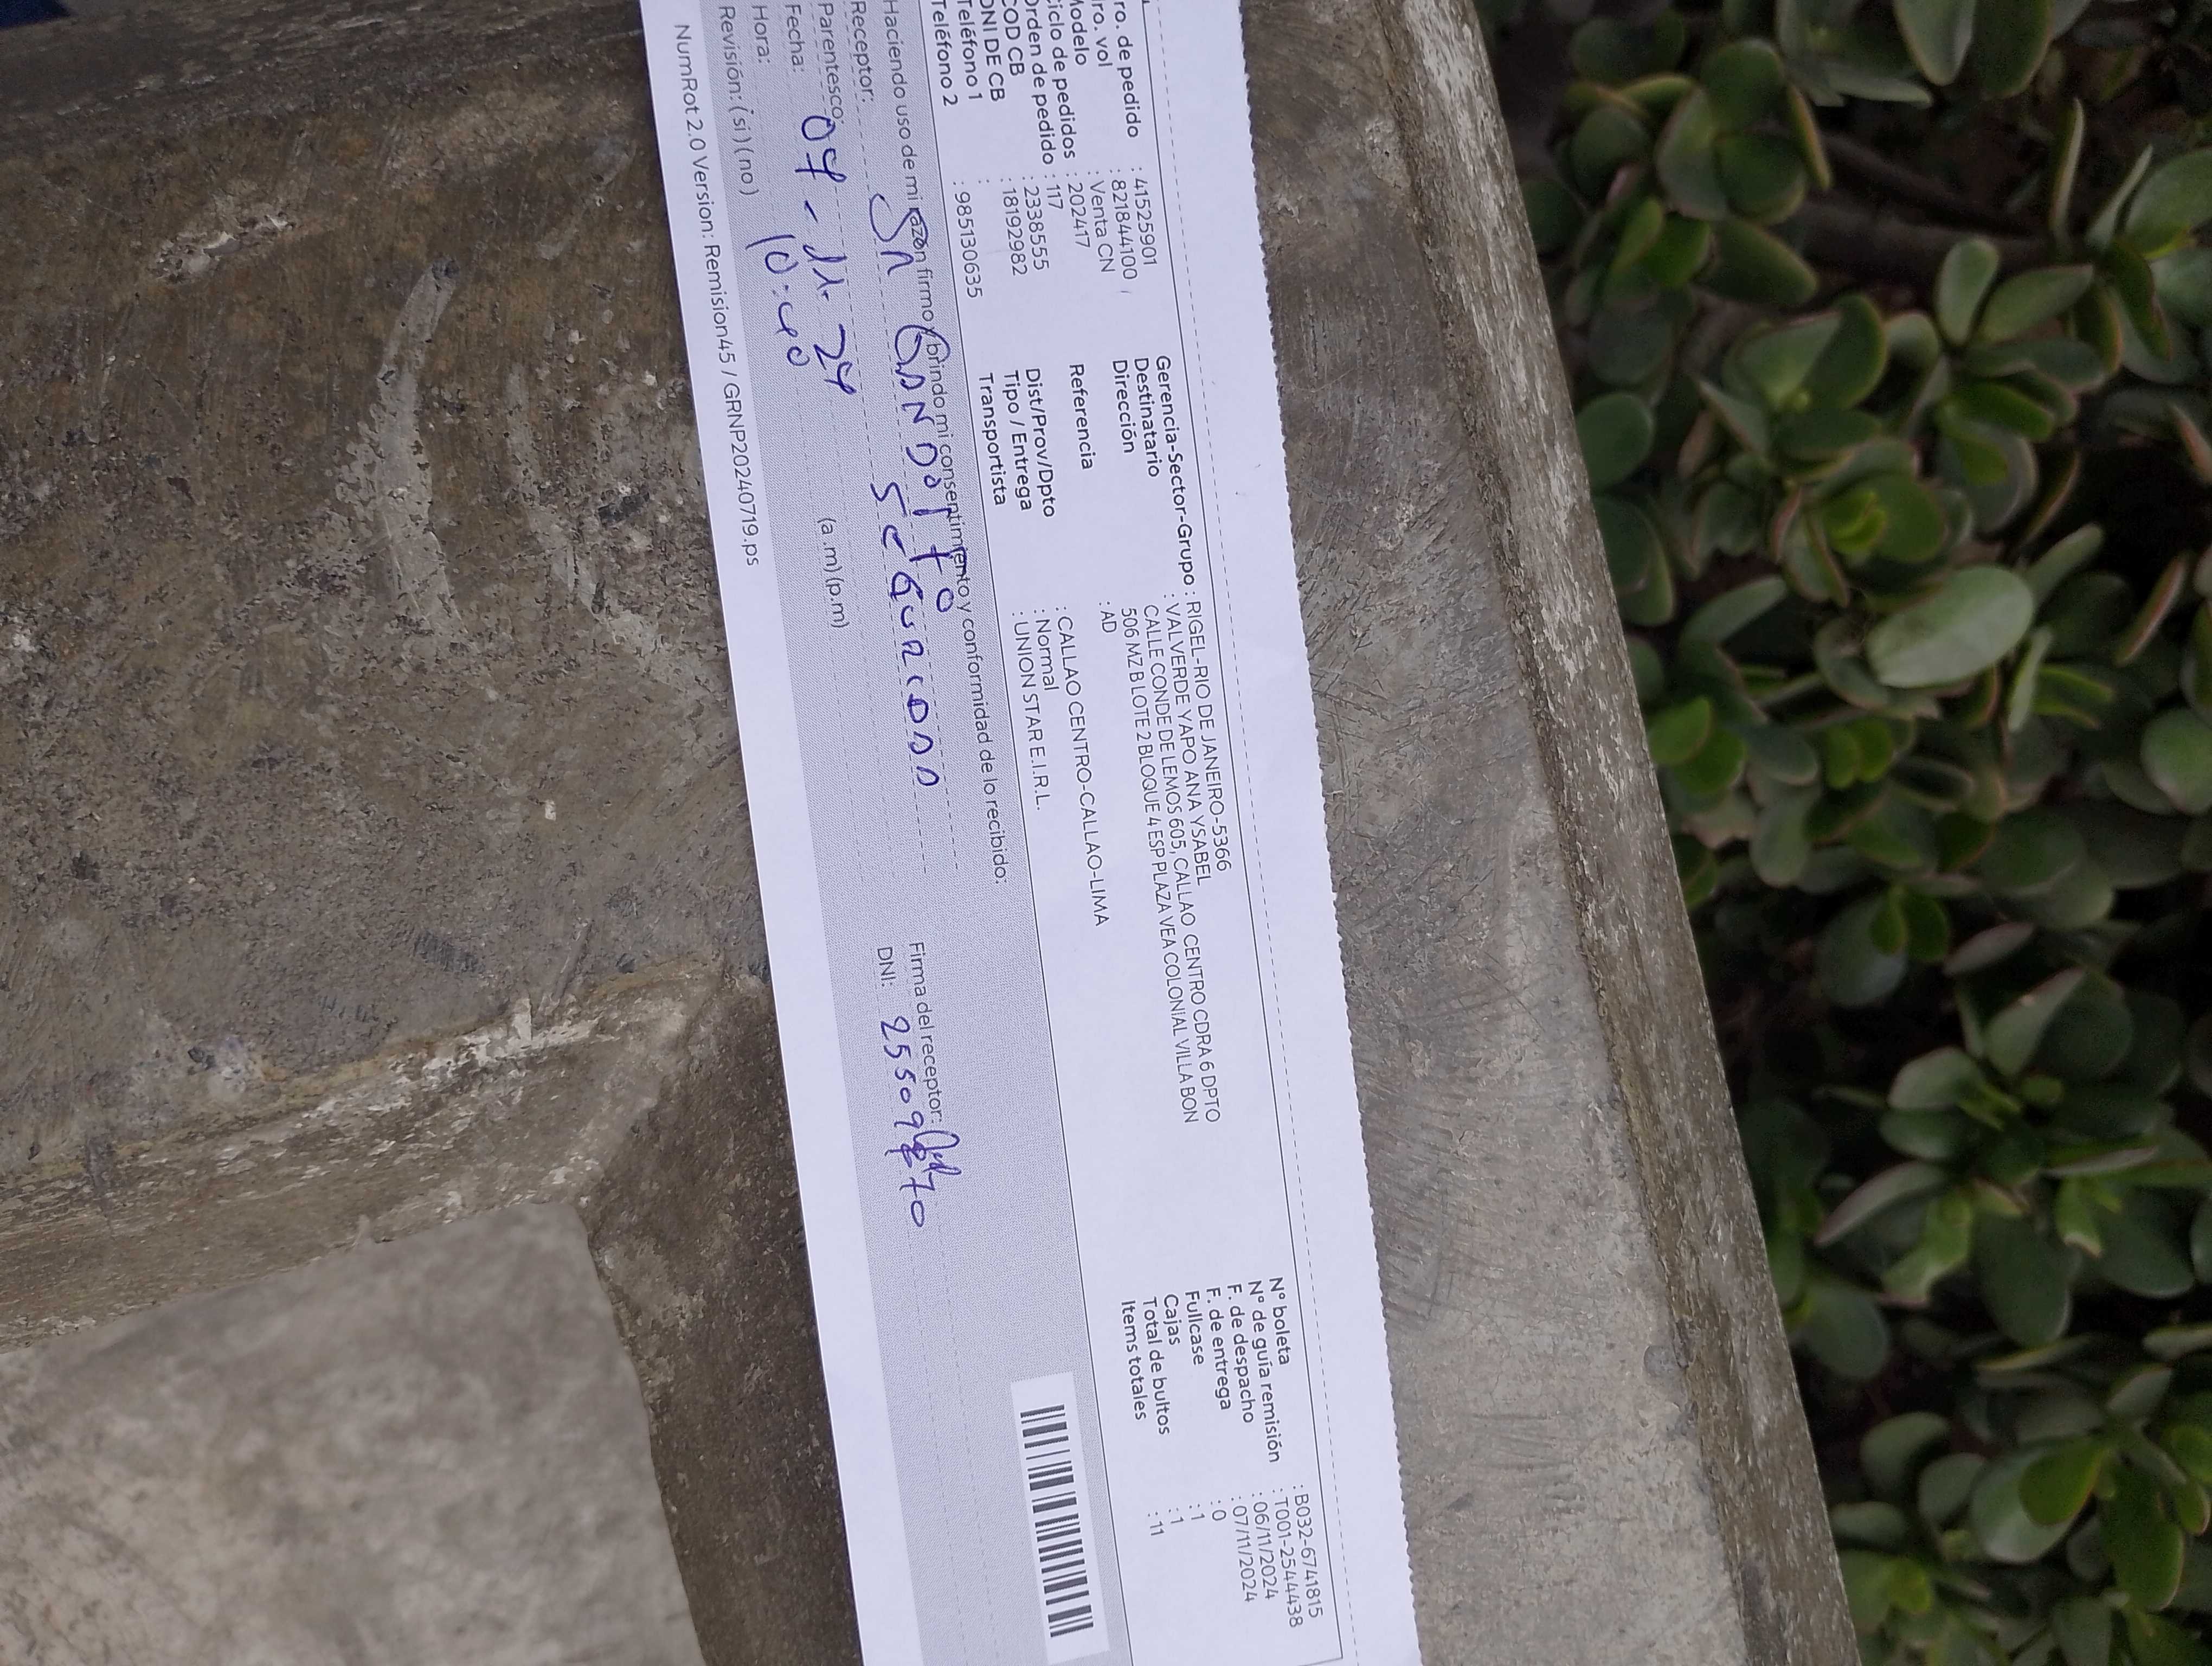 ro. de pedido : 41525901
ro. vol : 821844100
Modelo : Venta CN
iclo de pedidos : 202417
Orden de pedido : 117
COD CB : 2338555
DNI DE CB : 18192982
Teléfono 1 :
Teléfono 2 : 985130635
Gerencia-Sector-Grupo : RIGEL-RIO DE JANEIRO-5366
Destinatario : VALVERDE YAPO ANA YSABEL
Dirección CALLE CONDE DE LEMOS 605, CALLAO CENTRO CDRA 6 DPTO
506 MZ B LOTE 2 BLOQUE 4 ESP PLAZA VEA COLONIAL VILLA BON
Referencia : AD
Dist/Prov/Dpto : CALLAO CENTRO-CALLAO-LIMA
Tipo / Entrega : Normal
Transportista : UNION STAR E.I.R.L.
N° boleta : B032-6741815
N° de guía remisión : T001-2544438
F. de despacho : 06/11/2024
F. de entrega : 07/11/2024
Fullcase : 0
Cajas : 1
Total de bultos : 1
Items totales : 11
Haciendo uso de mi razón firmo y brindo mi consentimiento y conformidad de lo recibido:
Receptor: Sr
Parentesco:
Fecha: 07-11-24
Hora: 10:40 (a.m) (p.m)
Revisión: (si) (no)
Firma del receptor:
DNI:
NumRot 2.0 Version: Remision45 / GRNP20240719.ps